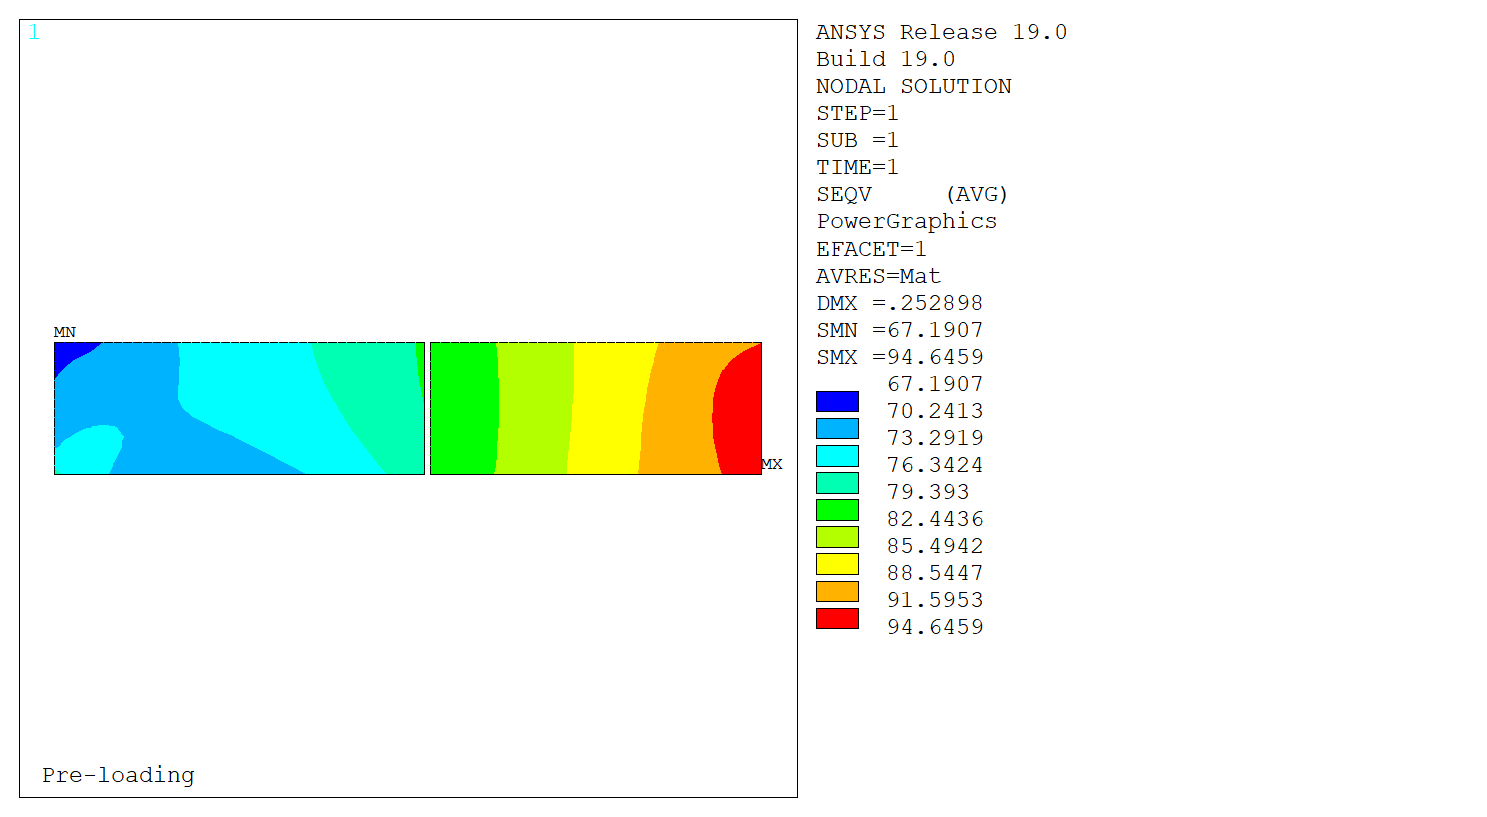 1
ANSYS Release 19.0
Build 19.0
NODAL SOLUTION
STEP=1
SUB =1
TIME=1
SEQV     (AVG)
PowerGraphics
EFACET=1
AVRES=Mat
DMX =.252898
SMN =67.1907
SMX =94.6459
67.1907
70.2413
73.2919
76.3424
79.393
82.4436
85.4942
88.5447
91.5953
94.6459
MN
MX
Pre-loading